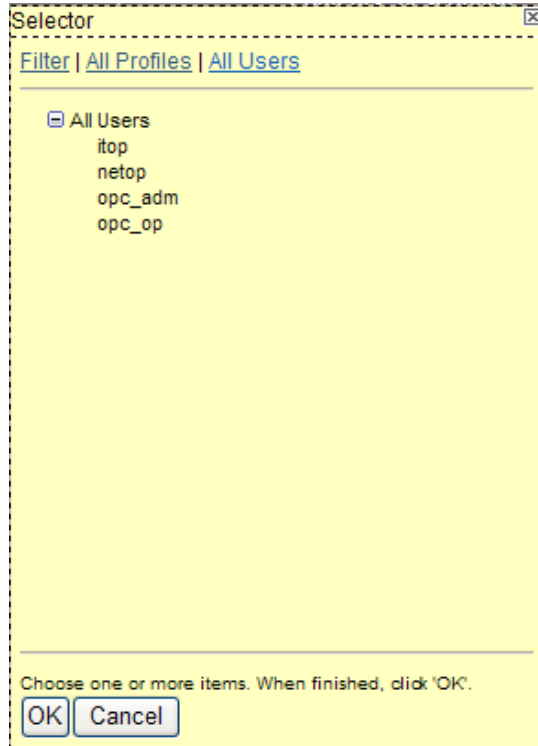 Selector
Filter | All Profiles | All Users
All Users
itop
netop
opc_adm
opc_op
Choose one or more items. When finished, click 'OK'.
OK Cancel